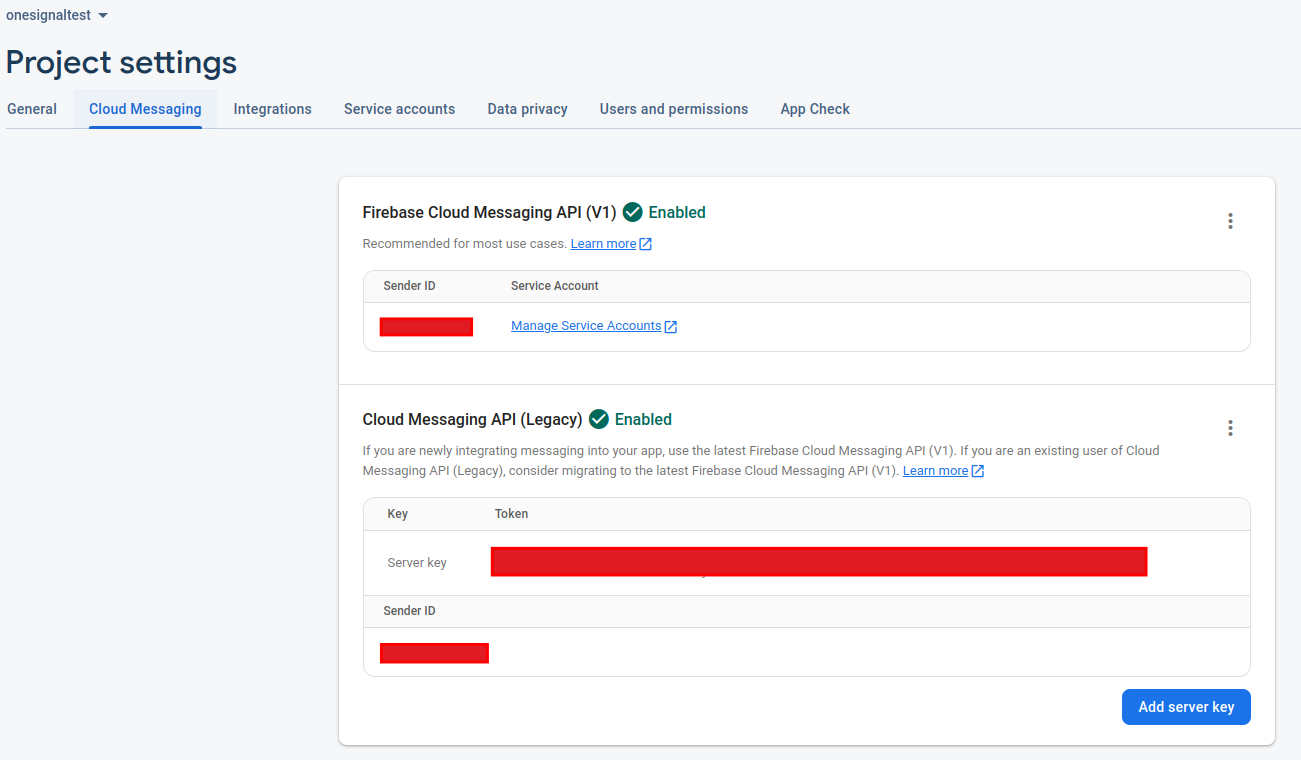 onesignaltest
Project settings
General Cloud Messaging Integrations Service accounts Data privacy Users and permissions App Check
Firebase Cloud Messaging API (V1) Enabled
Recommended for most use cases. Learn more
Sender ID Service Account
Manage Service Accounts
Cloud Messaging API (Legacy) Enabled
If you are newly integrating messaging into your app, use the latest Firebase Cloud Messaging API (V1). If you are an existing user of Cloud
Messaging API (Legacy), consider migrating to the latest Firebase Cloud Messaging API (V1). Learn more
Key Token
Server key
Sender ID
Add server key